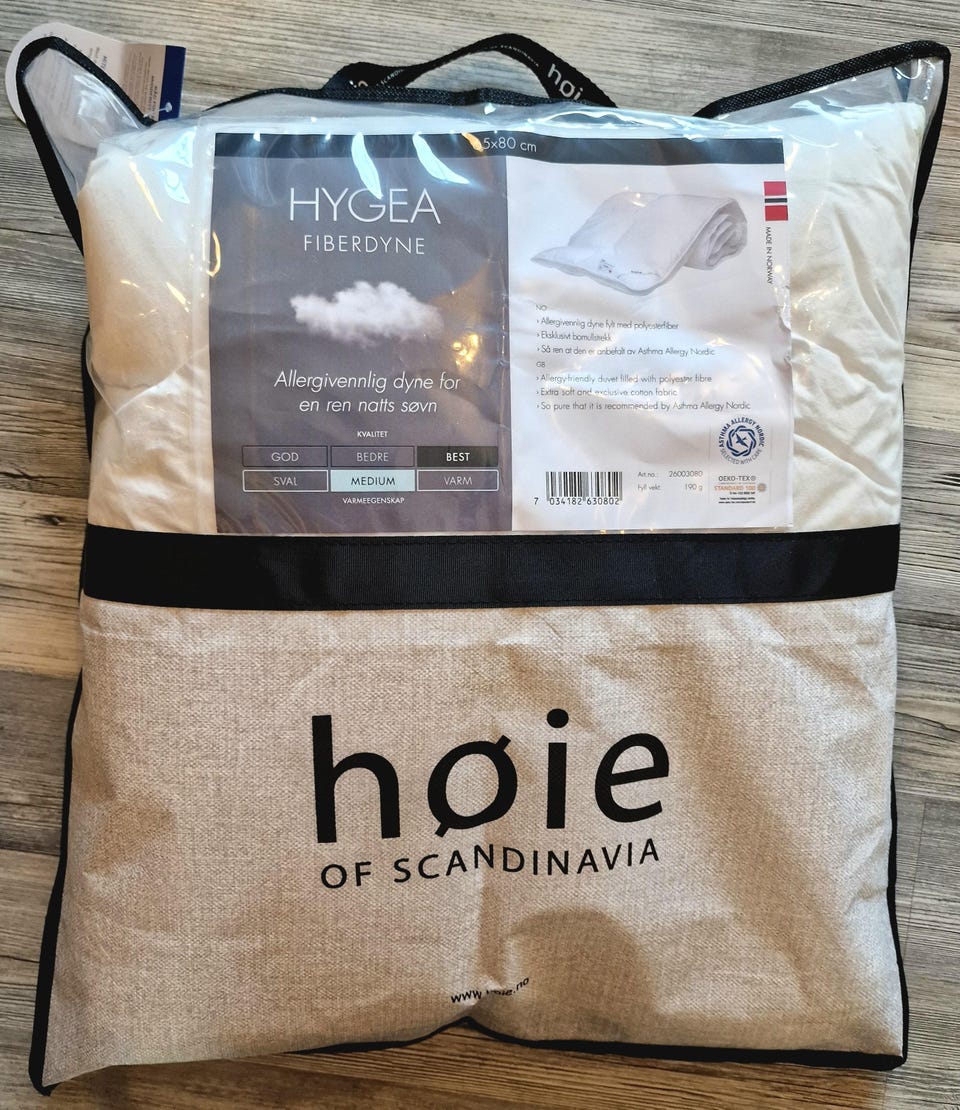 høie
5x80 cm
HYGEA
FIBERDYNE
Allergivennlig dyne for
en ren natts søvn
KVALITET
GOD BEDRE BEST
SVAL MEDIUM VARM
VARMEEGENSKAP
MADE IN NORWAY
NO
› Allergivennlig dyne fylt med polyesterfiber
› Eksklusivt bomullstrekk
› Så ren at den er anbefalt av Asthma Allergy Nordic
GB
› Allergy-friendly duvet filled with polyester fibre
› Extra soft and exclusive cotton fabric
› So pure that it is recommended by Asthma Allergy Nordic
ASTHMA ALLERGY NORDIC
SELECTED WITH CARE
Art.no.: 26003080
Fyll vekt: 190 g
7 034182 630802
OEKO-TEX®
STANDARD 100
høie
OF SCANDINAVIA
www